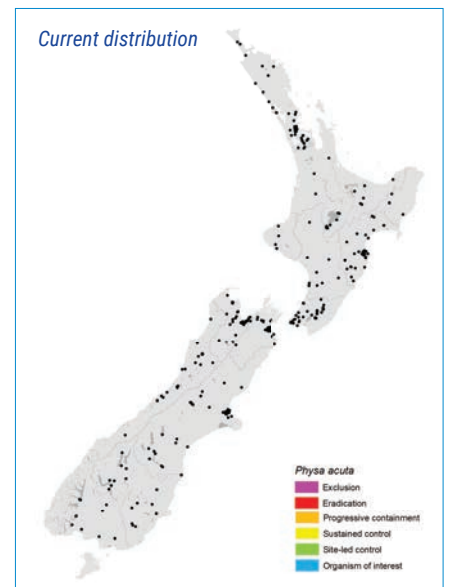 Current distribution
Physa acuta
Exclusion
Eradication
Progressive containment
Sustained control
Site-led control
Organism of interest